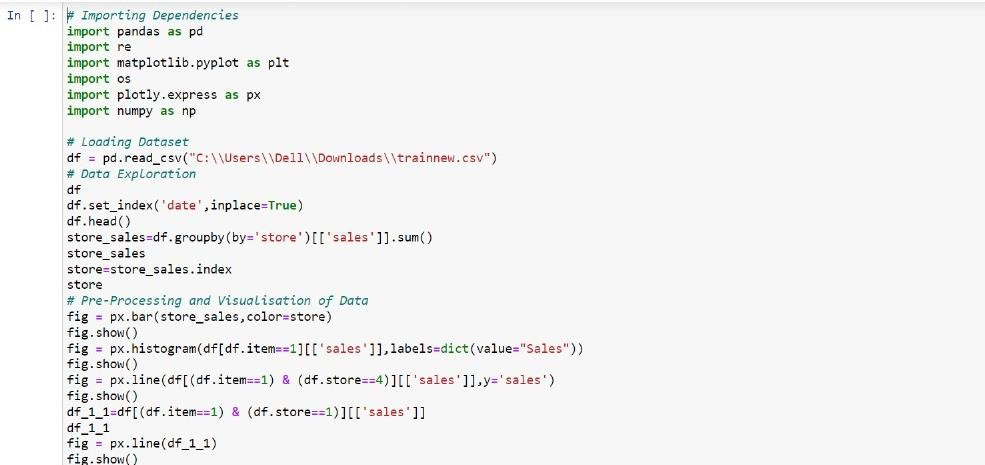 In [ ]: # Importing Dependencies
import pandas as pd
import re
import matplotlib.pyplot as plt
import os
import plotly.express as px
import numpy as np
# Loading Dataset
df = pd.read_csv("C:\\Users\\Dell\\Downloads\\trainnew.csv")
# Data Exploration
df
df.set_index('date',inplace=True)
df.head()
store_sales=df.groupby(by='store')[['sales']].sum()
store_sales
store=store_sales.index
store
# Pre-Processing and Visualisation of Data
fig = px.bar(store_sales,color=store)
fig.show()
fig = px.histogram(df[df.item==1][['sales']],labels=dict(value="Sales"))
fig.show()
fig = px.line(df[(df.item==1) & (df.store==4)][['sales']],y='sales')
fig.show()
df_1_1=df[(df.item==1) & (df.store==1)][['sales']]
df_1_1
fig = px.line(df_1_1)
fig.show()